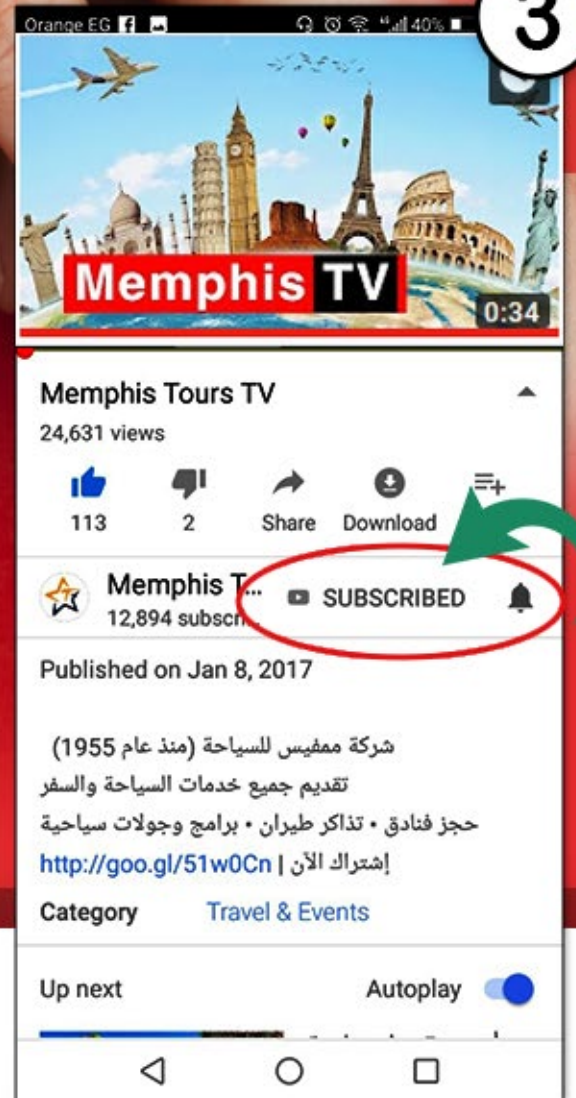 3
Orange EG 40%
Memphis TV
0:34
Memphis Tours TV
24,631 views
113 2 Share Download
Memphis T... SUBSCRIBED
12,894 subscri...
Published on Jan 8, 2017
شركة ممفيس للسياحة (منذ عام 1955)
تقديم جميع خدمات السياحة والسفر
حجز فنادق • تذاكر طيران • برامج وجولات سياحية
إشتراك الآن | http://goo.gl/51w0Cn
Category Travel & Events
Up next Autoplay